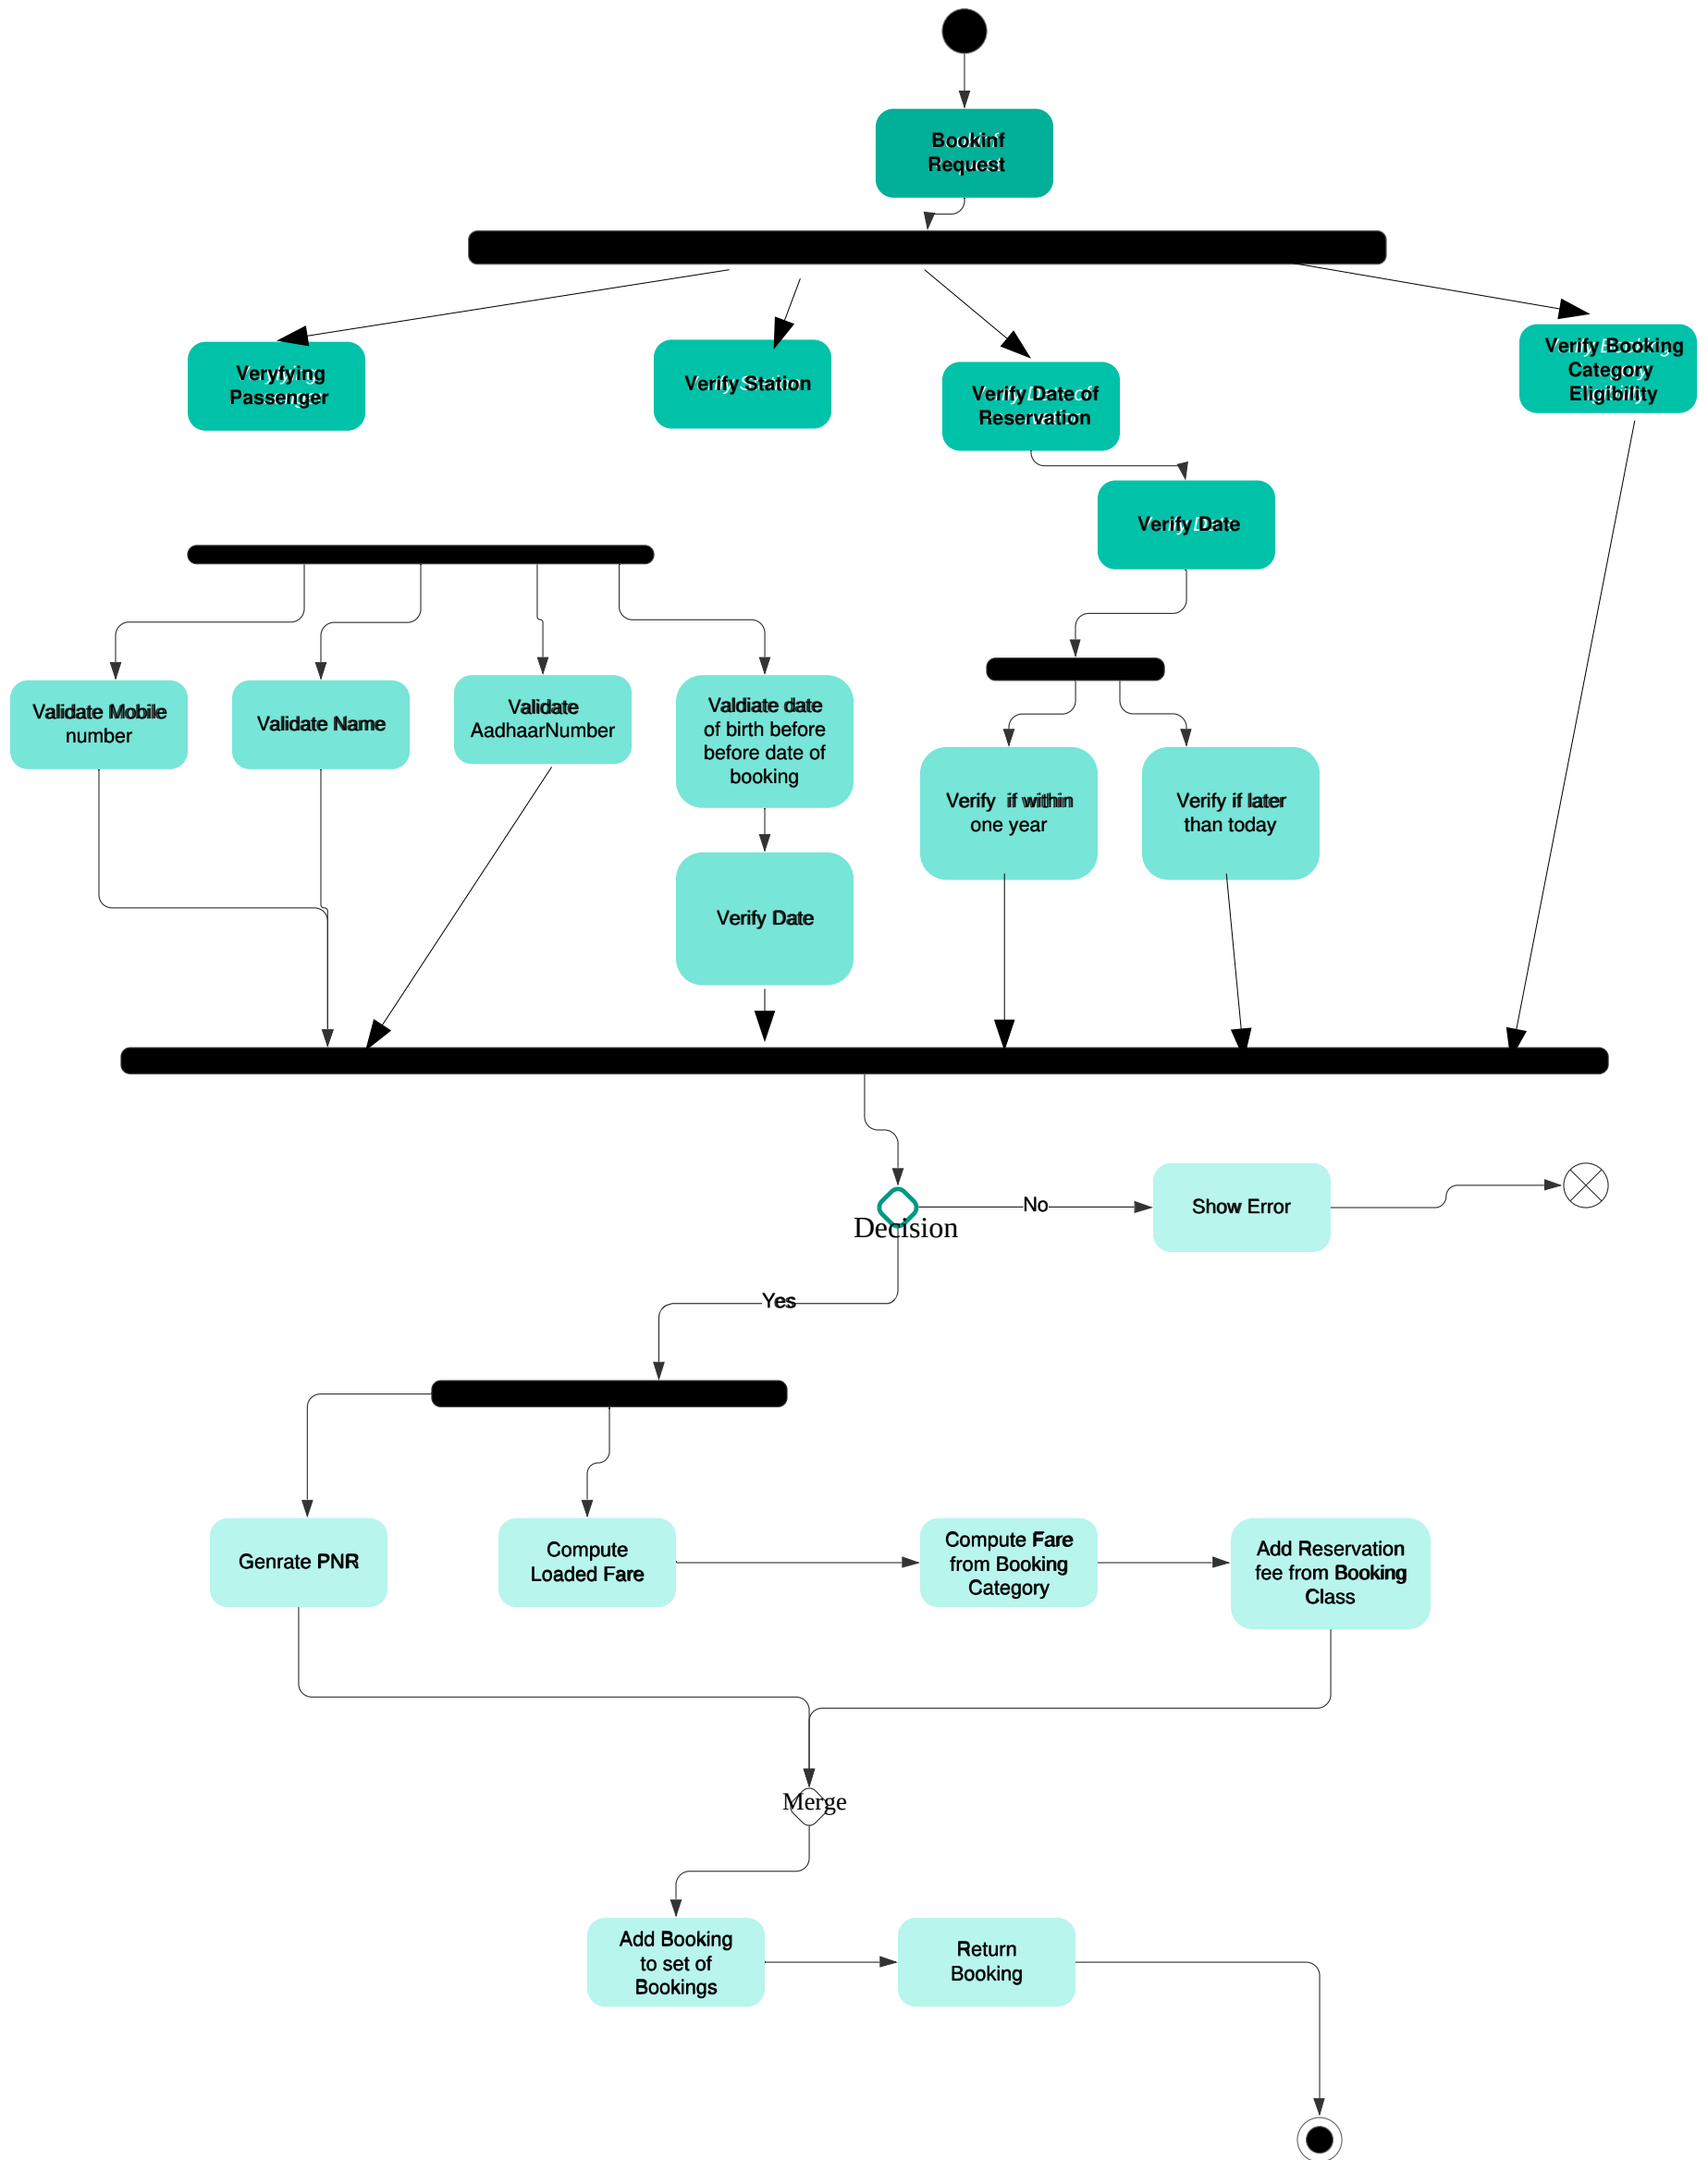 Bookinf
Request
Veryfying
Passenger
Verify Station
Verify Date of
Reservation
Verify Booking
Category
Eligibility
Verify Date
Validate Mobile
number
Validate Name
Validate
AadhaarNumber
Valdiate date
of birth before
before date of
booking
Verify if within
one year
Verify if later
than today
Verify Date
Decision
No
Show Error
Yes
Genrate PNR
Compute
Loaded Fare
Compute Fare
from Booking
Category
Add Reservation
fee from Booking
Class
Merge
Add Booking
to set of
Bookings
Return
Booking